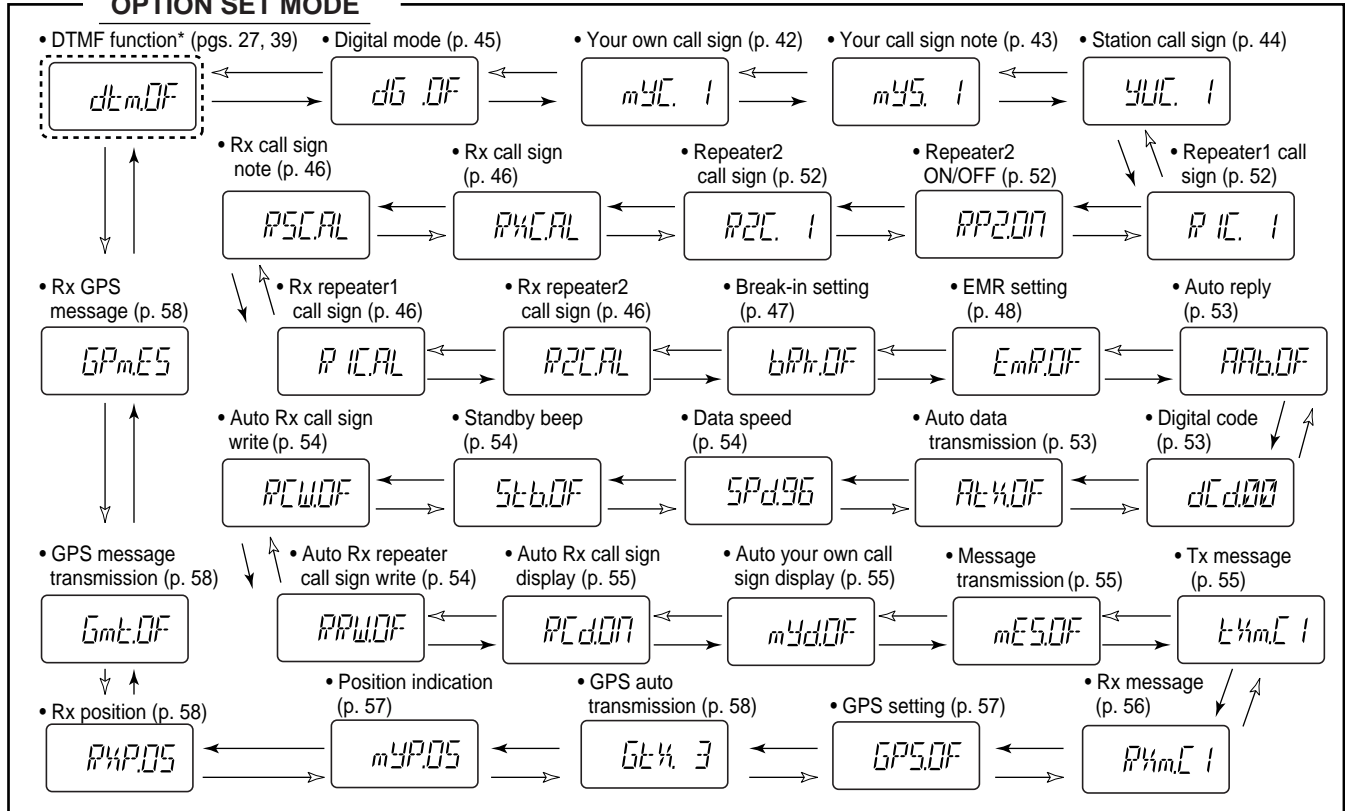 OPTION SET MODE
• DTMF function* (pgs. 27, 39)
dtm.OF
• Digital mode (p. 45)
dG .OF
• Your own call sign (p. 42)
mYC. 1
• Your call sign note (p. 43)
mYS. 1
• Station call sign (p. 44)
YUC. 1
• Rx call sign
note (p. 46)
RSC.AL
• Rx call sign
(p. 46)
RXC.AL
• Repeater2
call sign (p. 52)
R2C. 1
• Repeater2
ON/OFF (p. 52)
RP2.ON
• Repeater1 call
sign (p. 52)
R1C. 1
• Rx GPS
message (p. 58)
GPm.ES
• Rx repeater1
call sign (p. 46)
R1C.AL
• Rx repeater2
call sign (p. 46)
R2C.AL
• Break-in setting
(p. 47)
bRK.OF
• EMR setting
(p. 48)
EmR.OF
• Auto reply
(p. 53)
AAb.OF
• Auto Rx call sign
write (p. 54)
RCW.OF
• Standby beep
(p. 54)
Stb.OF
• Data speed
(p. 54)
SPd.96
• Auto data
transmission (p. 53)
AtX.OF
• Digital code
(p. 53)
dCd.00
• GPS message
transmission (p. 58)
Gmt.OF
• Auto Rx repeater
call sign write (p. 54)
RPW.OF
• Auto Rx call sign
display (p. 55)
RCd.ON
• Auto your own call
sign display (p. 55)
mYd.OF
• Message
transmission (p. 55)
mES.OF
• Tx message
(p. 55)
tXm.C1
• Rx position (p. 58)
RXP.OS
• Position indication
(p. 57)
mYP.OS
• GPS auto
transmission (p. 58)
GtX. 3
• GPS setting (p. 57)
GPS.OF
• Rx message
(p. 56)
RXm.C1